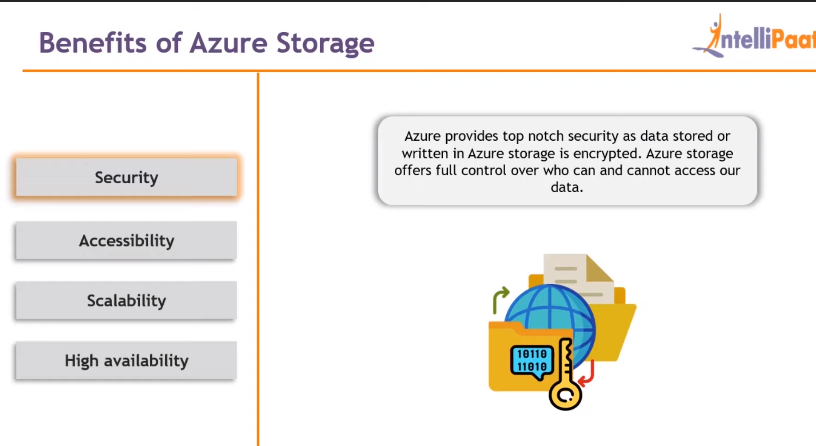 Benefits of Azure Storage
IntelliPaat
Security
Accessibility
Scalability
High availability
Azure provides top notch security as data stored or
written in Azure storage is encrypted. Azure storage
offers full control over who can and cannot access our
data.
10110
11010